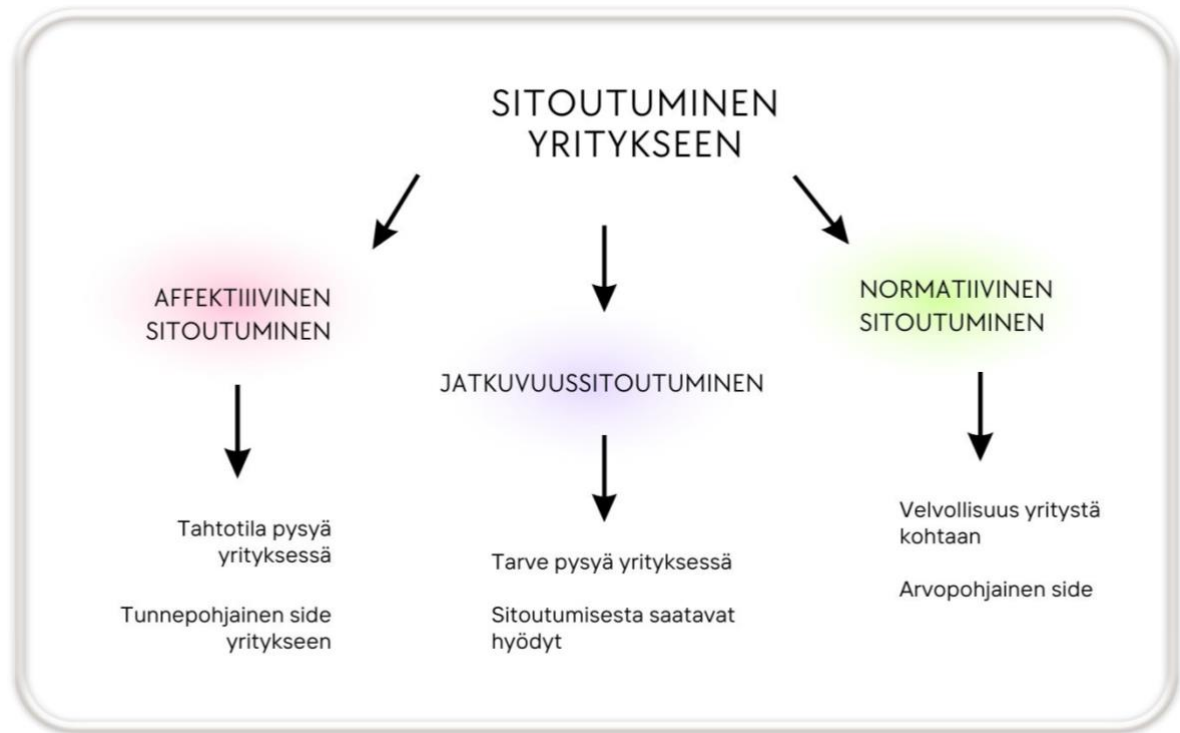 SITOUTUMINEN
YRITYKSEEN
AFFEKTIIIVINEN
SITOUTUMINEN
Tahtotila pysyä
yrityksessä
Tunnepohjainen side
yritykseen
JATKUVUUSSITOUTUMINEN
Tarve pysyä yrityksessä
Sitoutumisesta saatavat
hyödyt
NORMATIIVINEN
SITOUTUMINEN
Velvollisuus yritystä
kohtaan
Arvopohjainen side